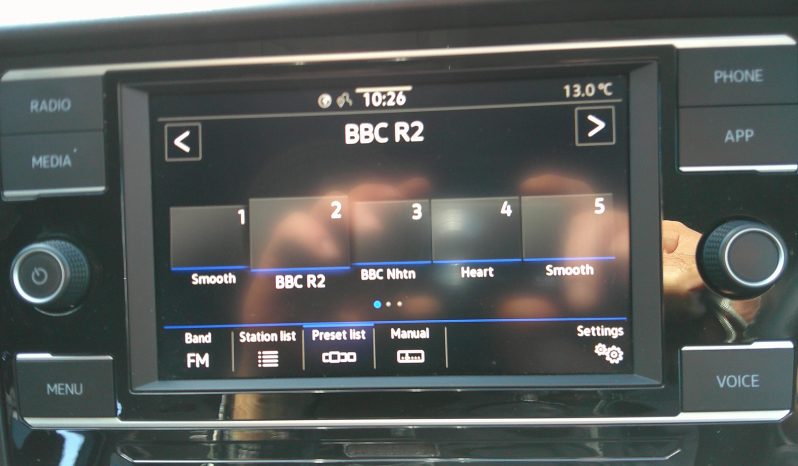 RADIO
MEDIA
PHONE
APP
10:26
13.0°C
<
BBC R2
>
1 2 3 4 5
Smooth BBC R2 BBC Nhtn Heart Smooth
Band Station list Preset list Manual Settings
FM
MENU
VOICE